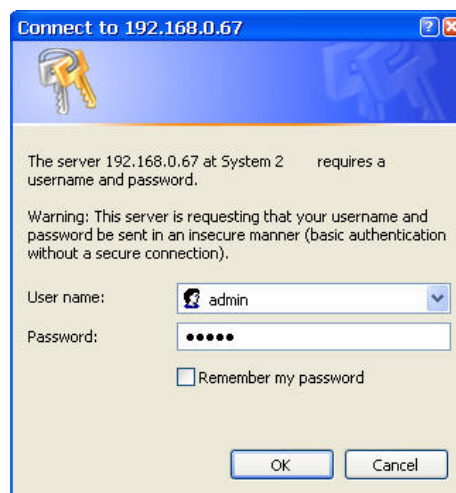 Connect to 192.168.0.67
The server 192.168.0.67 at System 2 requires a
username and password.
Warning: This server is requesting that your username and
password be sent in an insecure manner (basic authentication
without a secure connection).
User name:
admin
Password:
•••••
Remember my password
OK
Cancel